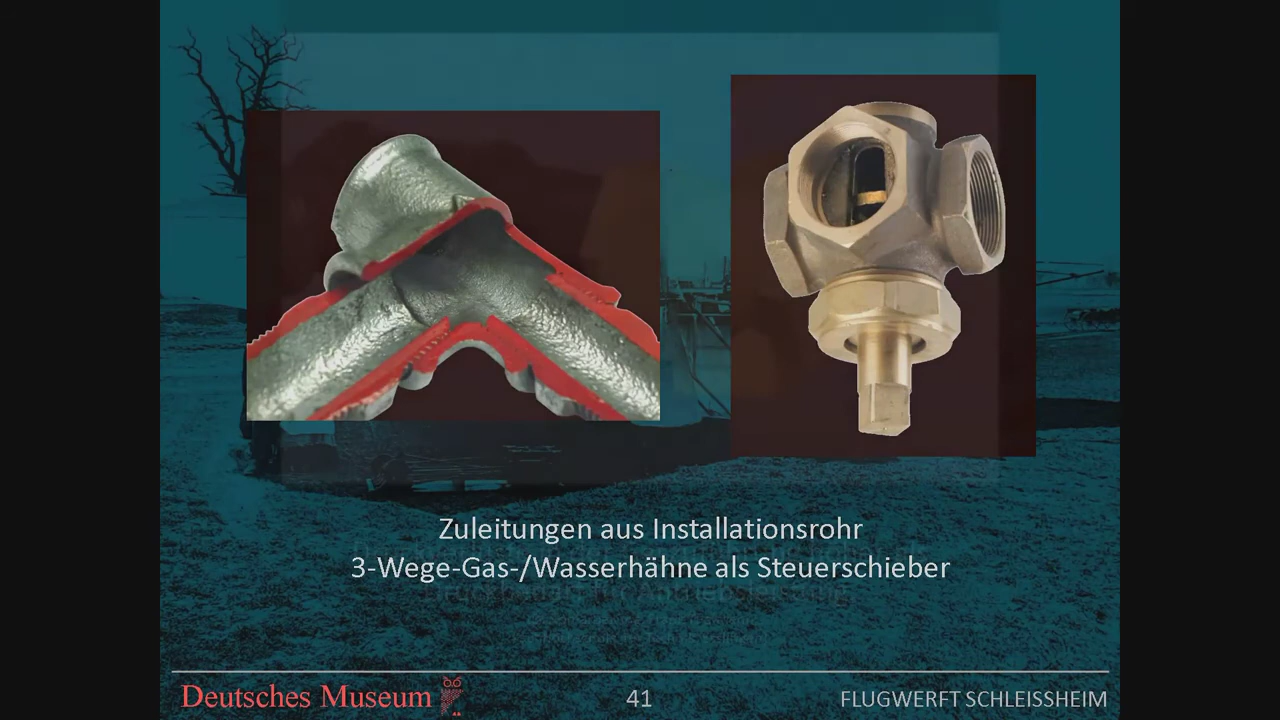 Zuleitungen aus Installationsrohr
3-Wege-Gas-/Wasserhähne als Steuerschieber
Deutsches Museum
41
FLUGWERFT SCHLEISSHEIM